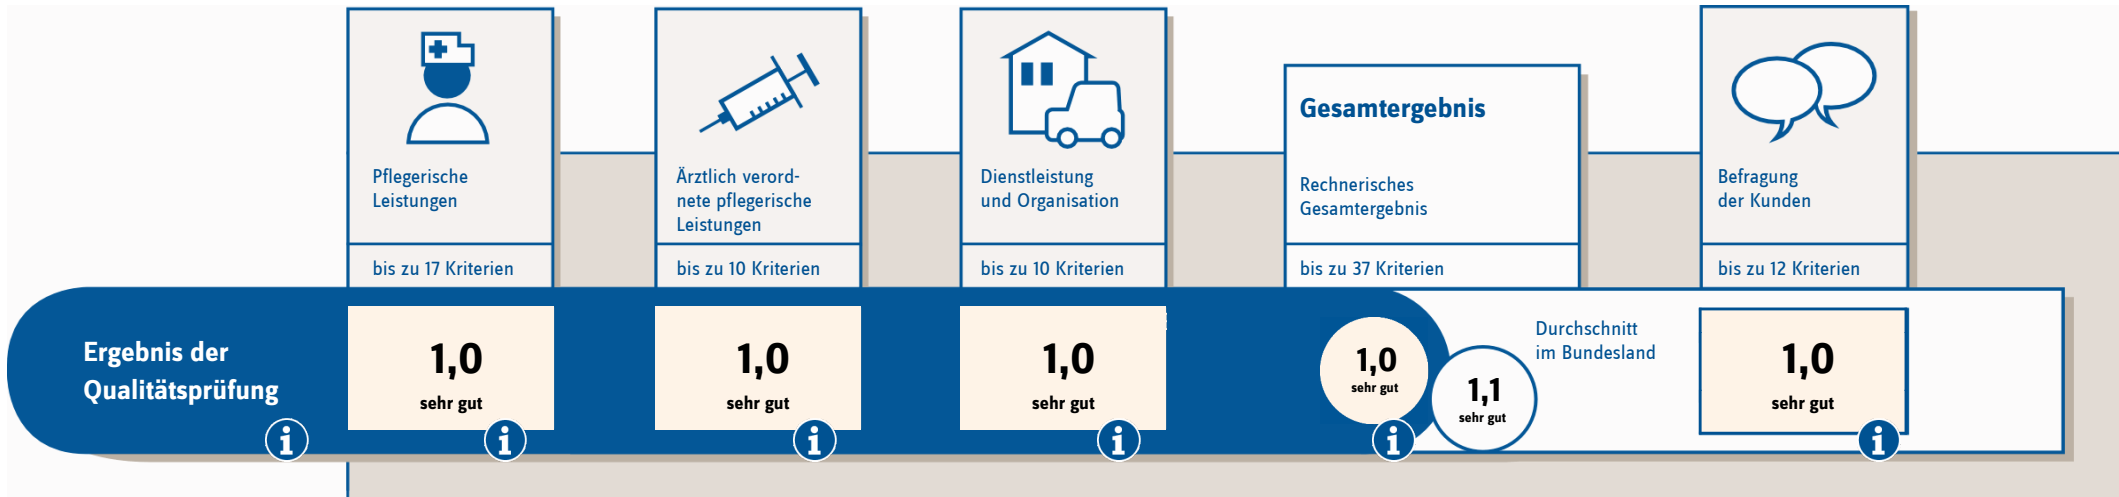 Pflegerische
Leistungen
bis zu 17 Kriterien
Ärztlich verord-
nete pflegerische
Leistungen
bis zu 10 Kriterien
Dienstleistung
und Organisation
bis zu 10 Kriterien
Gesamtergebnis
Rechnerisches
Gesamtergebnis
bis zu 37 Kriterien
Befragung
der Kunden
bis zu 12 Kriterien
Ergebnis der
Qualitätsprüfung
i
1,0
sehr gut
i
1,0
sehr gut
i
1,0
sehr gut
i
1,0
sehr gut
i
1,1
sehr gut
Durchschnitt
im Bundesland
1,0
sehr gut
i